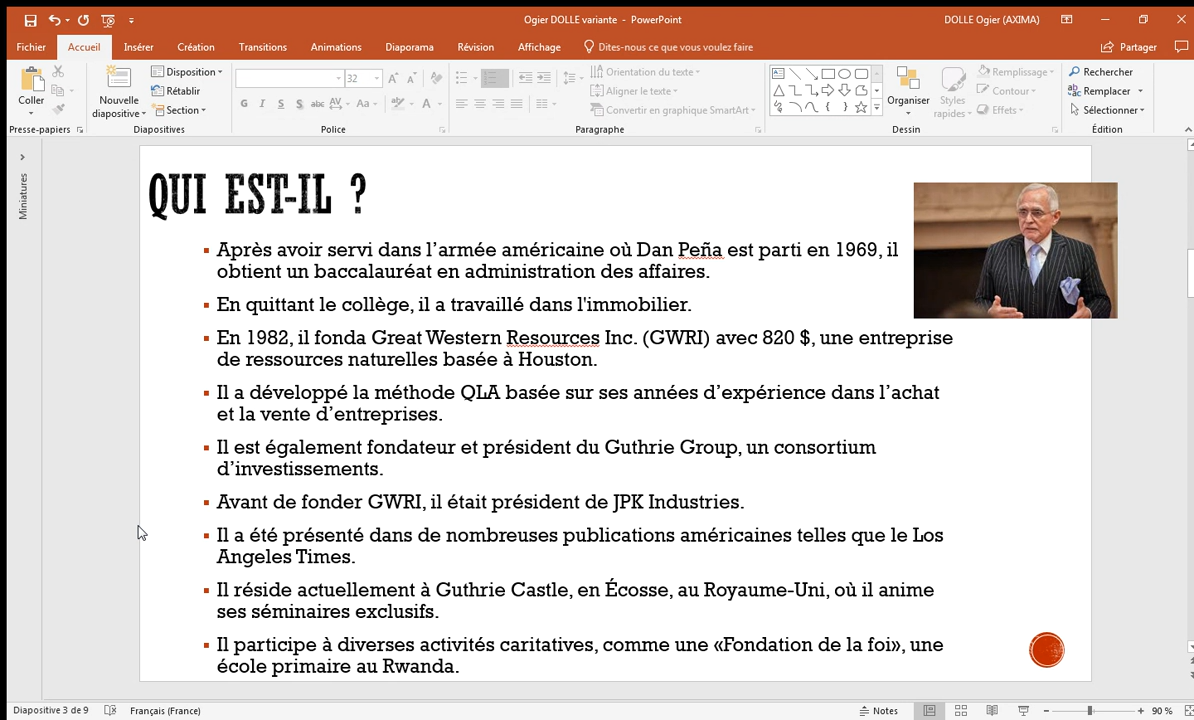 Ogier DOLLE variante - PowerPoint
DOLLE Ogier (AXIMA)
Fichier
Accueil
Insérer
Création
Transitions
Animations
Diaporama
Révision
Affichage
Dites-nous ce que vous voulez faire
Partager
Coller
Presse-papiers
Nouvelle
diapositive
Disposition
Rétablir
Section
Diapositives
32
G I S S abc AV Aa A
Police
Orientation du texte
Aligner le texte
Convertir en graphique SmartArt
Paragraphe
Organiser
Styles
rapides
Remplissage
Contour
Effets
Dessin
Rechercher
Remplacer
Sélectionner
Édition
Miniatures
QUI EST-IL ?
Après avoir servi dans l'armée américaine où Dan Peña est parti en 1969, il
obtient un baccalauréat en administration des affaires.
En quittant le collège, il a travaillé dans l'immobilier.
En 1982, il fonda Great Western Resources Inc. (GWRI) avec 820 $, une entreprise
de ressources naturelles basée à Houston.
Il a développé la méthode QLA basée sur ses années d'expérience dans l'achat
et la vente d'entreprises.
Il est également fondateur et président du Guthrie Group, un consortium
d'investissements.
Avant de fonder GWRI, il était président de JPK Industries.
Il a été présenté dans de nombreuses publications américaines telles que le Los
Angeles Times.
Il réside actuellement à Guthrie Castle, en Écosse, au Royaume-Uni, où il anime
ses séminaires exclusifs.
Il participe à diverses activités caritatives, comme une «Fondation de la foi», une
école primaire au Rwanda.
Diapositive 3 de 9
Français (France)
Notes
90 %